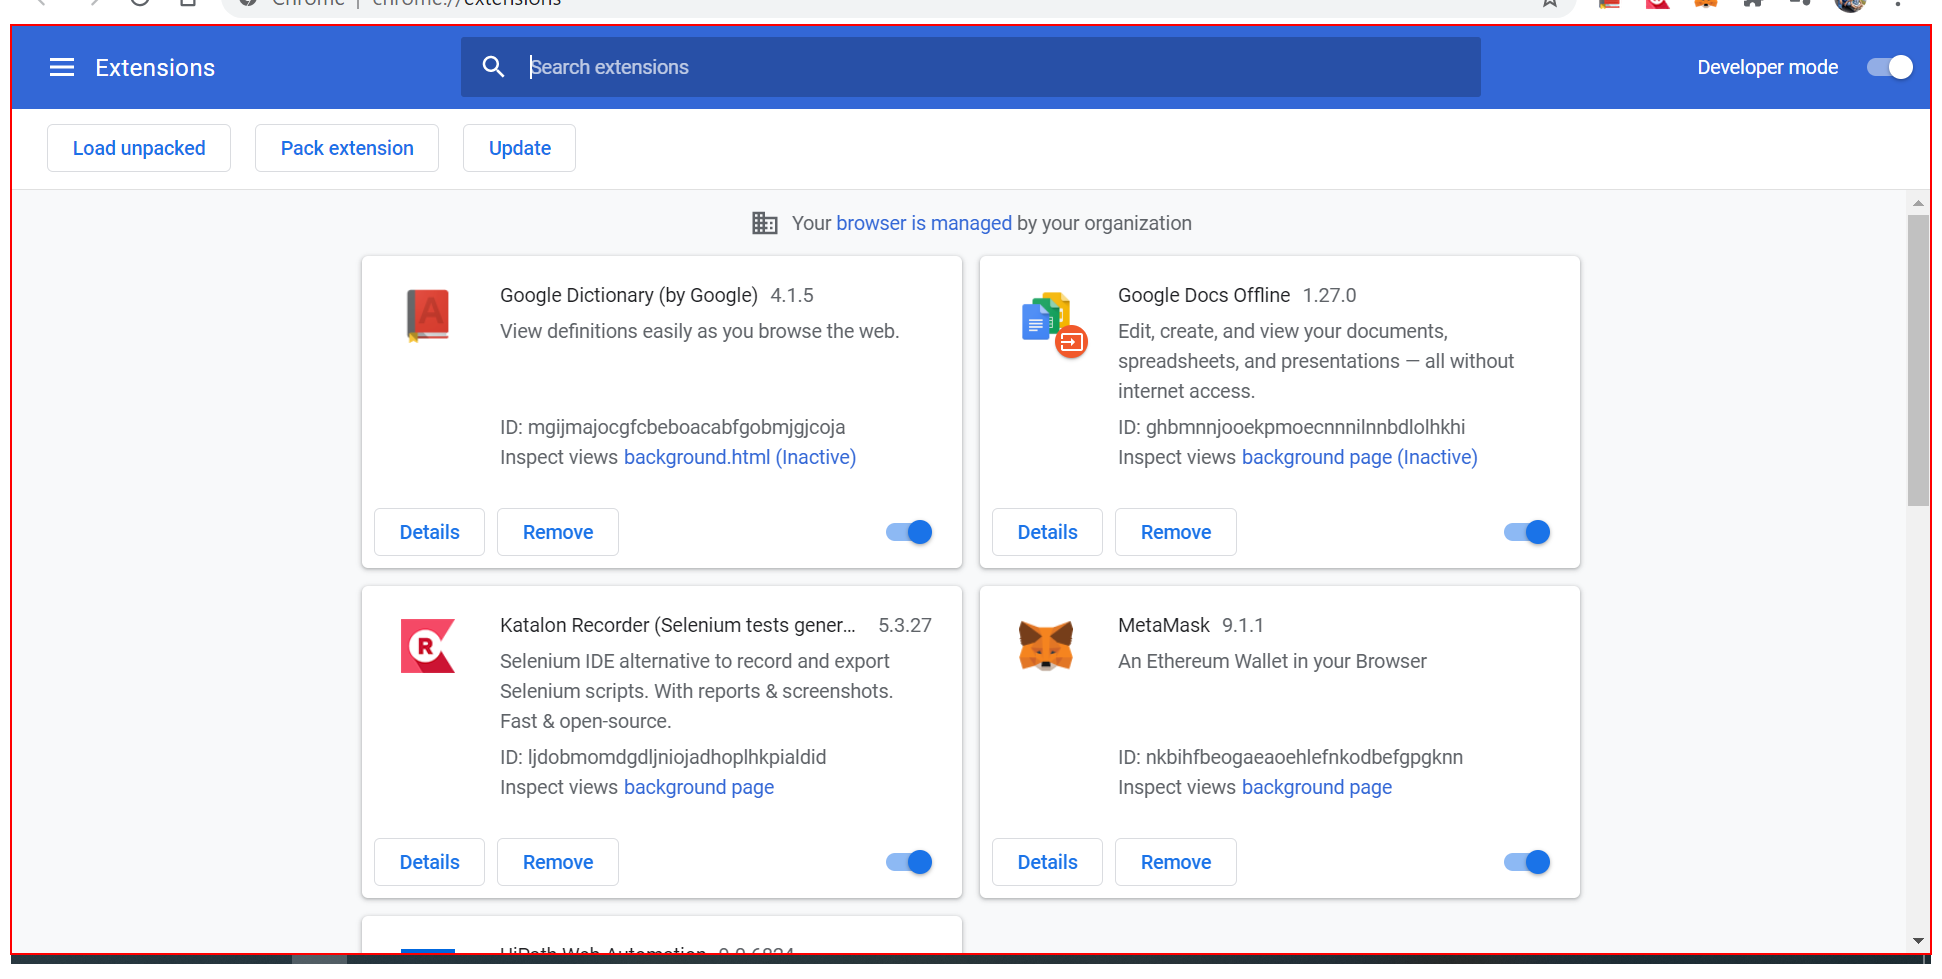 Chrome | chrome://extensions
Extensions
Search extensions
Developer mode
Load unpacked
Pack extension
Update
Your browser is managed by your organization
Google Dictionary (by Google) 4.1.5
View definitions easily as you browse the web.
ID: mgijmajocgfcbeboacabfgobmjgjcoja
Inspect views background.html (Inactive)
Details
Remove
Google Docs Offline 1.27.0
Edit, create, and view your documents,
spreadsheets, and presentations — all without
internet access.
ID: ghbmnnjooekpmoecnnnilnnbdlolhkhi
Inspect views background page (Inactive)
Details
Remove
R
Katalon Recorder (Selenium tests gener... 5.3.27
Selenium IDE alternative to record and export
Selenium scripts. With reports & screenshots.
Fast & open-source.
ID: ljdobmomdgdljniojadhoplhkpialdid
Inspect views background page
Details
Remove
MetaMask 9.1.1
An Ethereum Wallet in your Browser
ID: nkbihfbeogaeaoehlefnkodbefgpgknn
Inspect views background page
Details
Remove
Web Automation